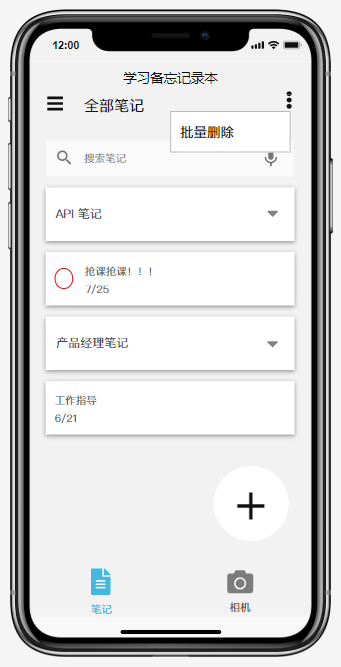 12:00
学习备忘记录本
全部笔记
批量删除
搜索笔记
API 笔记
抢课抢课！！！
7/25
产品经理笔记
工作指导
6/21
笔记
相机